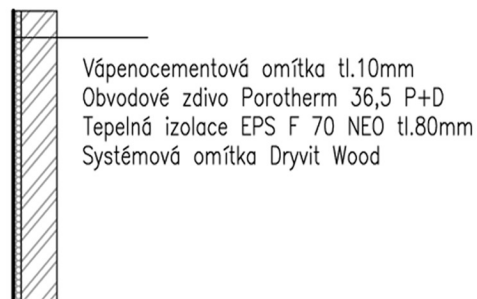 Vápenocementová omítka tl.10mm
Obvodové zdivo Porotherm 36,5 P+D
Tepelná izolace EPS F 70 NEO tl.80mm
Systémová omítka Dryvit Wood